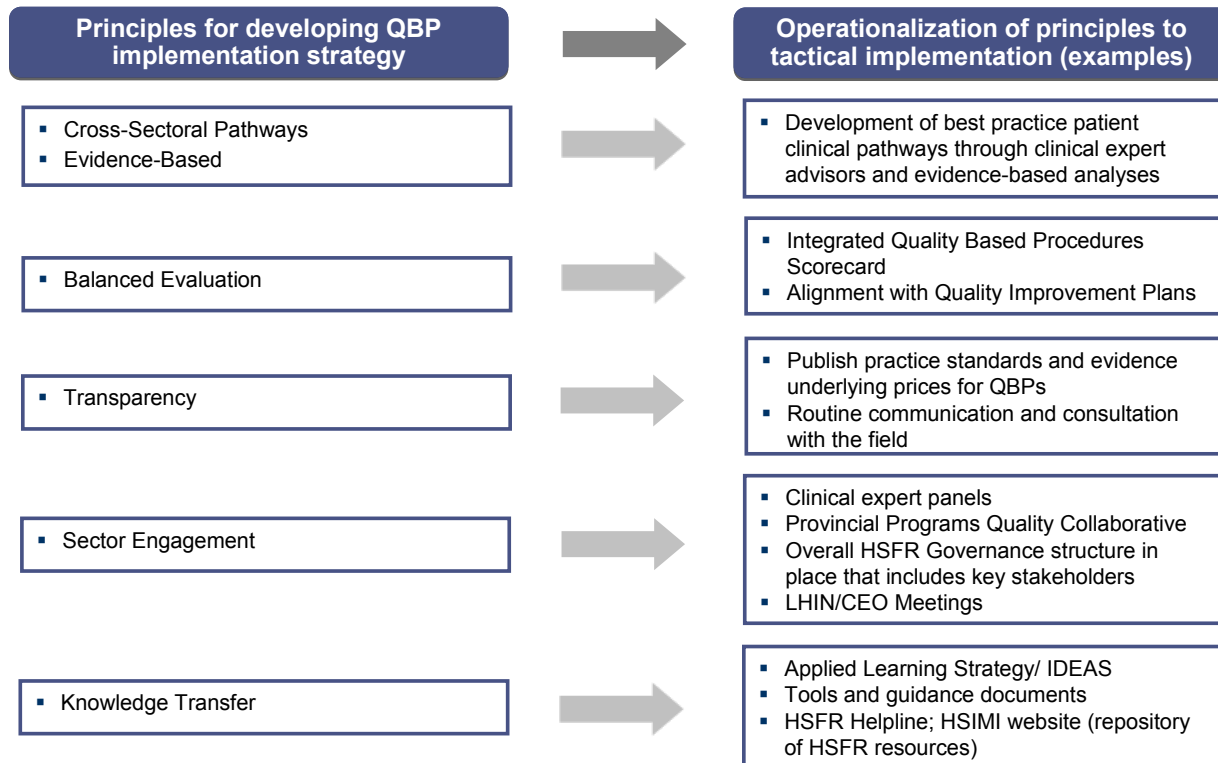 Principles for developing QBP
implementation strategy
Operationalization of principles to
tactical implementation (examples)
▪ Cross-Sectoral Pathways
▪ Evidence-Based
▪ Development of best practice patient
clinical pathways through clinical expert
advisors and evidence-based analyses
▪ Balanced Evaluation
▪ Integrated Quality Based Procedures
Scorecard
▪ Alignment with Quality Improvement Plans
▪ Transparency
▪ Publish practice standards and evidence
underlying prices for QBPs
▪ Routine communication and consultation
with the field
▪ Sector Engagement
▪ Clinical expert panels
▪ Provincial Programs Quality Collaborative
▪ Overall HSFR Governance structure in
place that includes key stakeholders
▪ LHIN/CEO Meetings
▪ Knowledge Transfer
▪ Applied Learning Strategy/ IDEAS
▪ Tools and guidance documents
▪ HSFR Helpline; HSIMI website (repository
of HSFR resources)